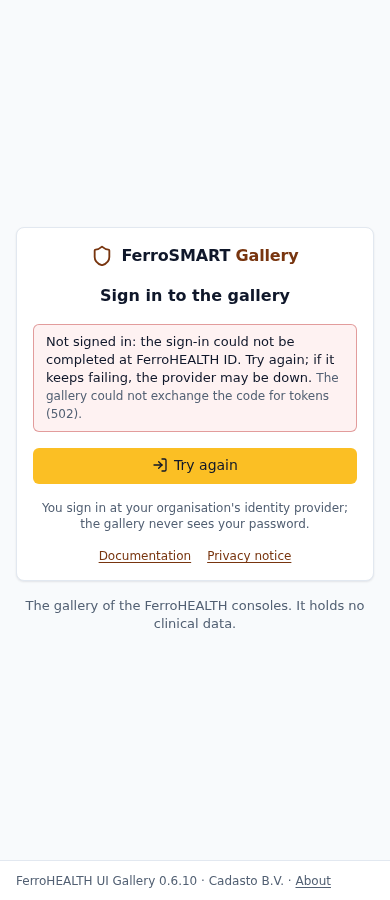 FerroSMART Gallery
Sign in to the gallery
Not signed in: the sign-in could not be
completed at FerroHEALTH ID. Try again; if it
keeps failing, the provider may be down. The
gallery could not exchange the code for tokens
(502).
Try again
You sign in at your organisation's identity provider;
the gallery never sees your password.
Documentation Privacy notice
The gallery of the FerroHEALTH consoles. It holds no
clinical data.
FerroHEALTH UI Gallery 0.6.10 · Cadasto B.V. · About